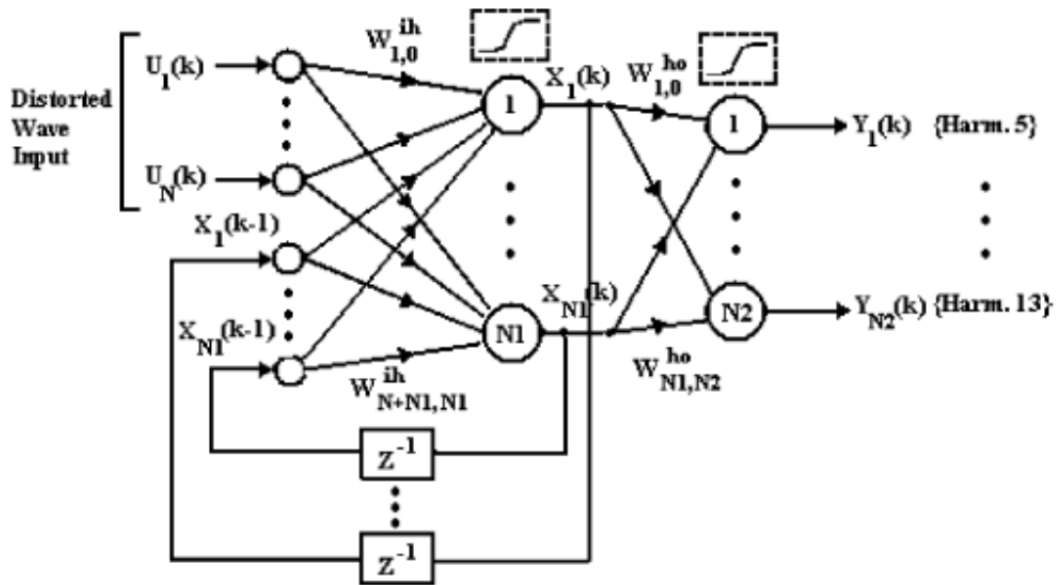 Distorted
Wave
Input
U_1(k)
U_N(k)
X_1(k-1)
X_N1(k-1)
W^ih_1,0
W^ih_N+N1,N1
1
N1
X_1(k)
X_N1(k)
W^ho_1,0
W^ho_N1,N2
1
N2
Y_1(k) {Harm. 5}
Y_N2(k) {Harm. 13}
Z^-1
Z^-1